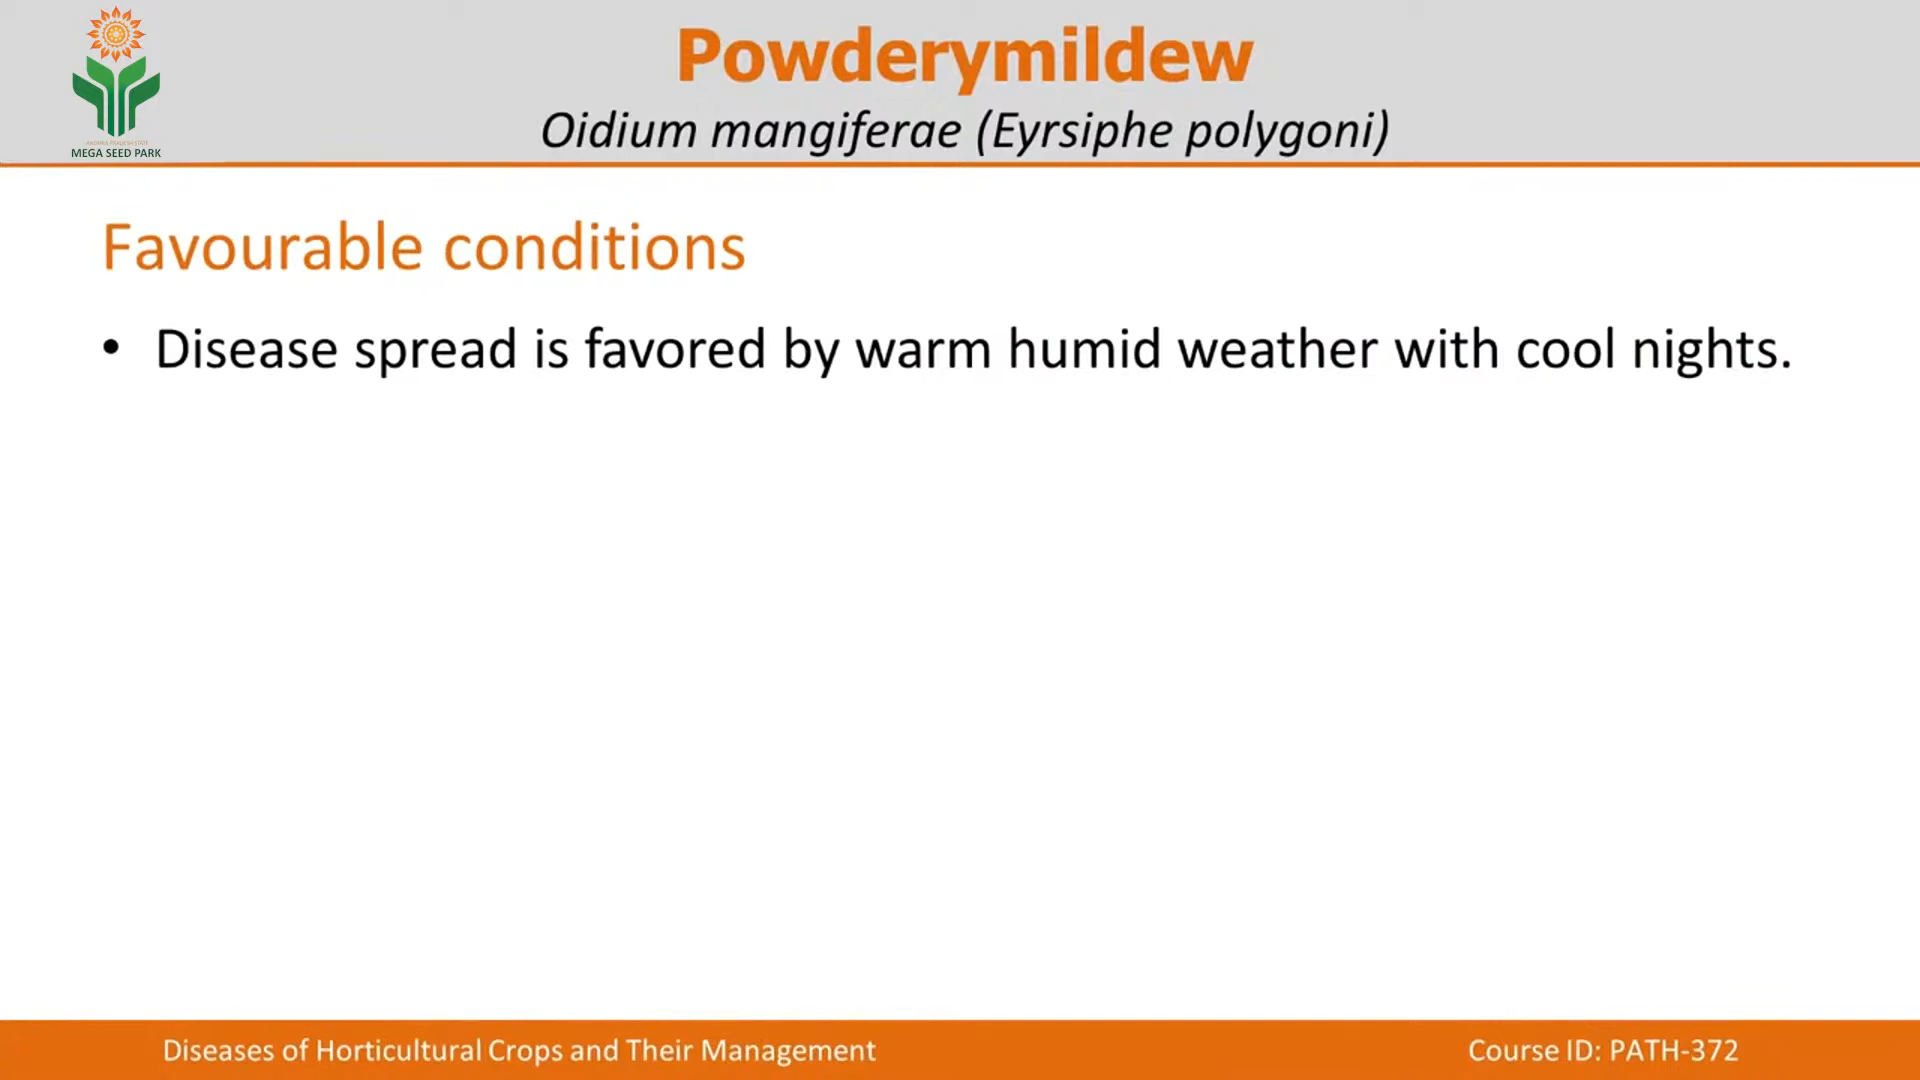 Powderymildew
Oidium mangiferae (Eyrsiphe polygoni)
MEGA SEED PARK
Favourable conditions
• Disease spread is favored by warm humid weather with cool nights.
Diseases of Horticultural Crops and Their Management
Course ID: PATH-372